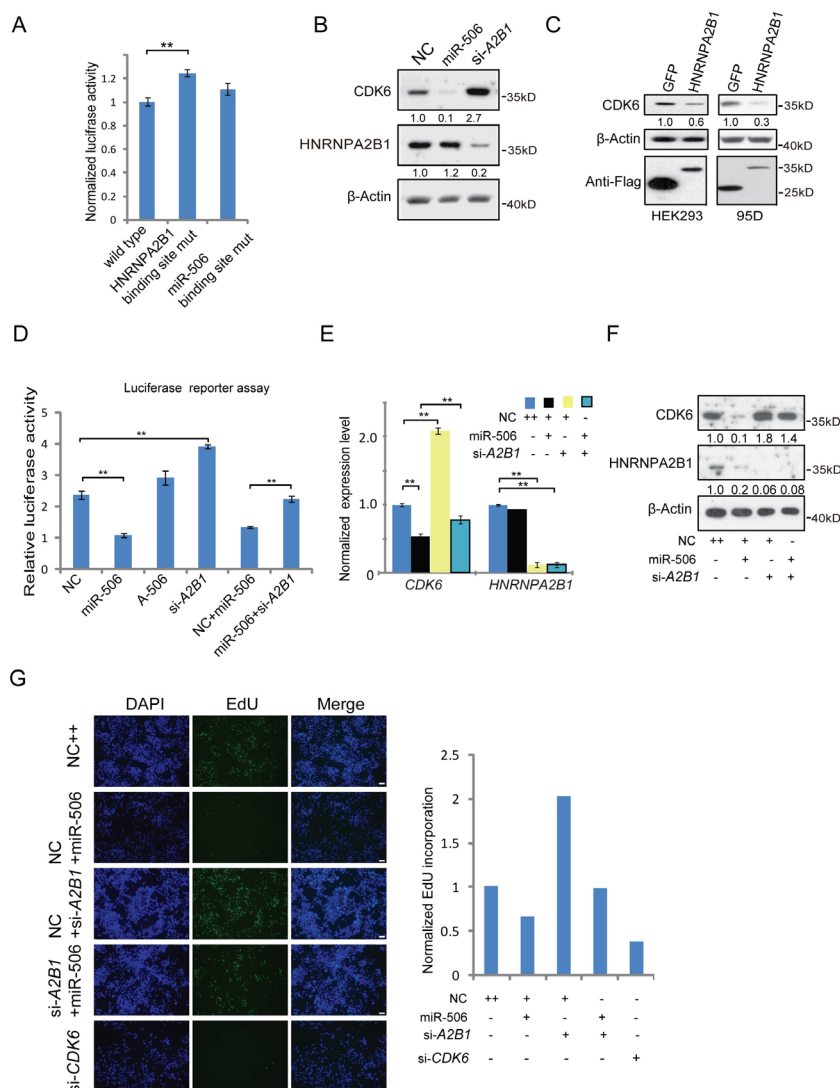 A
Normalized lucifrase activity
**
1.4
1.2
1
0.8
0.6
0.4
0.2
0
wild type
HNRNPA2B1
binding site mut
miR-506
binding site mut
B
NC
miR-506
si-A2B1
CDK6
-35kD
1.0 0.1 2.7
HNRNPA2B1
-35kD
1.0 1.2 0.2
β-Actin
-40kD
C
GFP
HNRNPA2B1
GFP
HNRNPA2B1
CDK6
-35kD
1.0 0.6 1.0 0.3
β-Actin
-40kD
Anti-Flag
-35kD
-25kD
HEK293 95D
D
Luciferase reporter assay
Relative luciferase activity
5
4
3
2
1
0
**
**
**
NC
miR-506
A-506
si-A2B1
NC+miR-506
miR-506+si-A2B1
E
Normalized expression level
2.0
1.0
0
**
**
**
**
**
NC ++ + + -
miR-506 - + - +
si-A2B1 - - + +
CDK6 HNRNPA2B1
F
CDK6
-35kD
1.0 0.1 1.8 1.4
HNRNPA2B1
-35kD
1.0 0.2 0.06 0.08
β-Actin
-40kD
NC ++ + + -
miR-506 - + - +
si-A2B1 - - + +
G
DAPI EdU Merge
NC++
NC
+miR-506
NC
+si-A2B1
si-A2B1
+miR-506
si-CDK6
Normalized EdU incorporation
2.5
2
1.5
1
0.5
0
NC ++ + + - -
miR-506 - + - + -
si-A2B1 - - + + -
si-CDK6 - - - - +